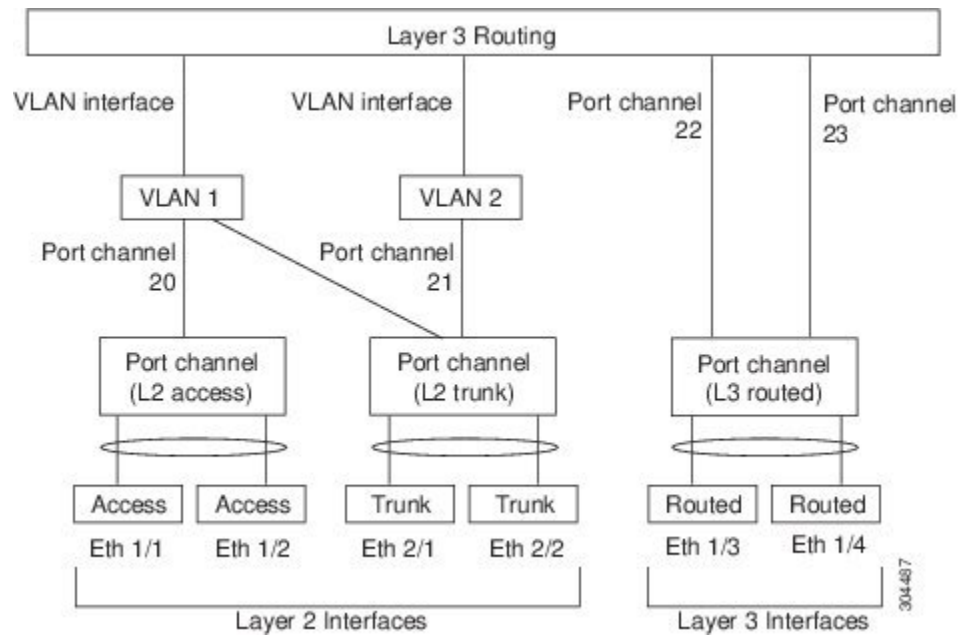 Layer 3 Routing
VLAN interface
VLAN interface
Port channel
22
Port channel
23
VLAN 1
VLAN 2
Port channel
20
Port channel
21
Port channel
(L2 access)
Port channel
(L2 trunk)
Port channel
(L3 routed)
Access
Access
Trunk
Trunk
Routed
Routed
Eth 1/1
Eth 1/2
Eth 2/1
Eth 2/2
Eth 1/3
Eth 1/4
Layer 2 Interfaces
Layer 3 Interfaces
304487